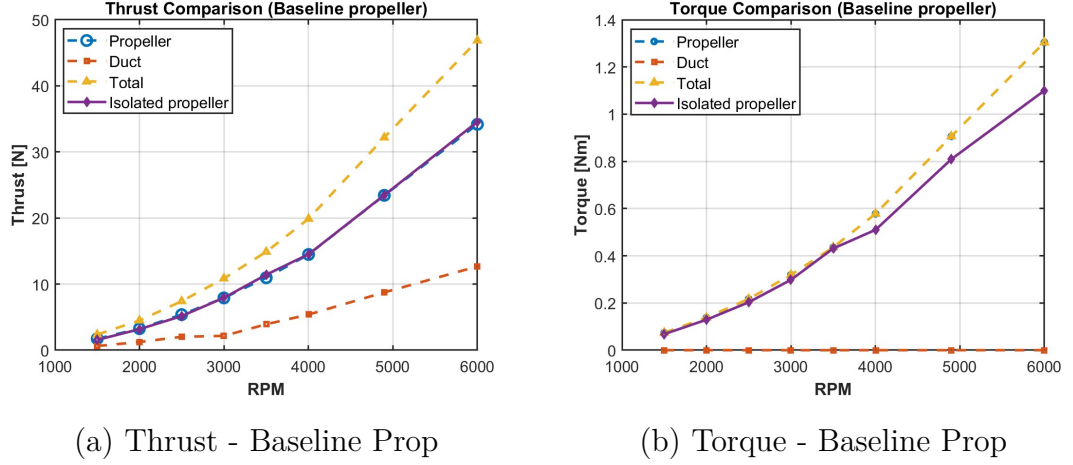 Thrust Comparison (Baseline propeller)
Thrust [N]
50
40
30
20
10
0
Propeller
Duct
Total
Isolated propeller
1000 2000 3000 4000 5000 6000
RPM
(a) Thrust - Baseline Prop
Torque Comparison (Baseline propeller)
Torque [Nm]
1.4
1.2
1
0.8
0.6
0.4
0.2
0
Propeller
Duct
Total
Isolated propeller
1000 2000 3000 4000 5000 6000
RPM
(b) Torque - Baseline Prop